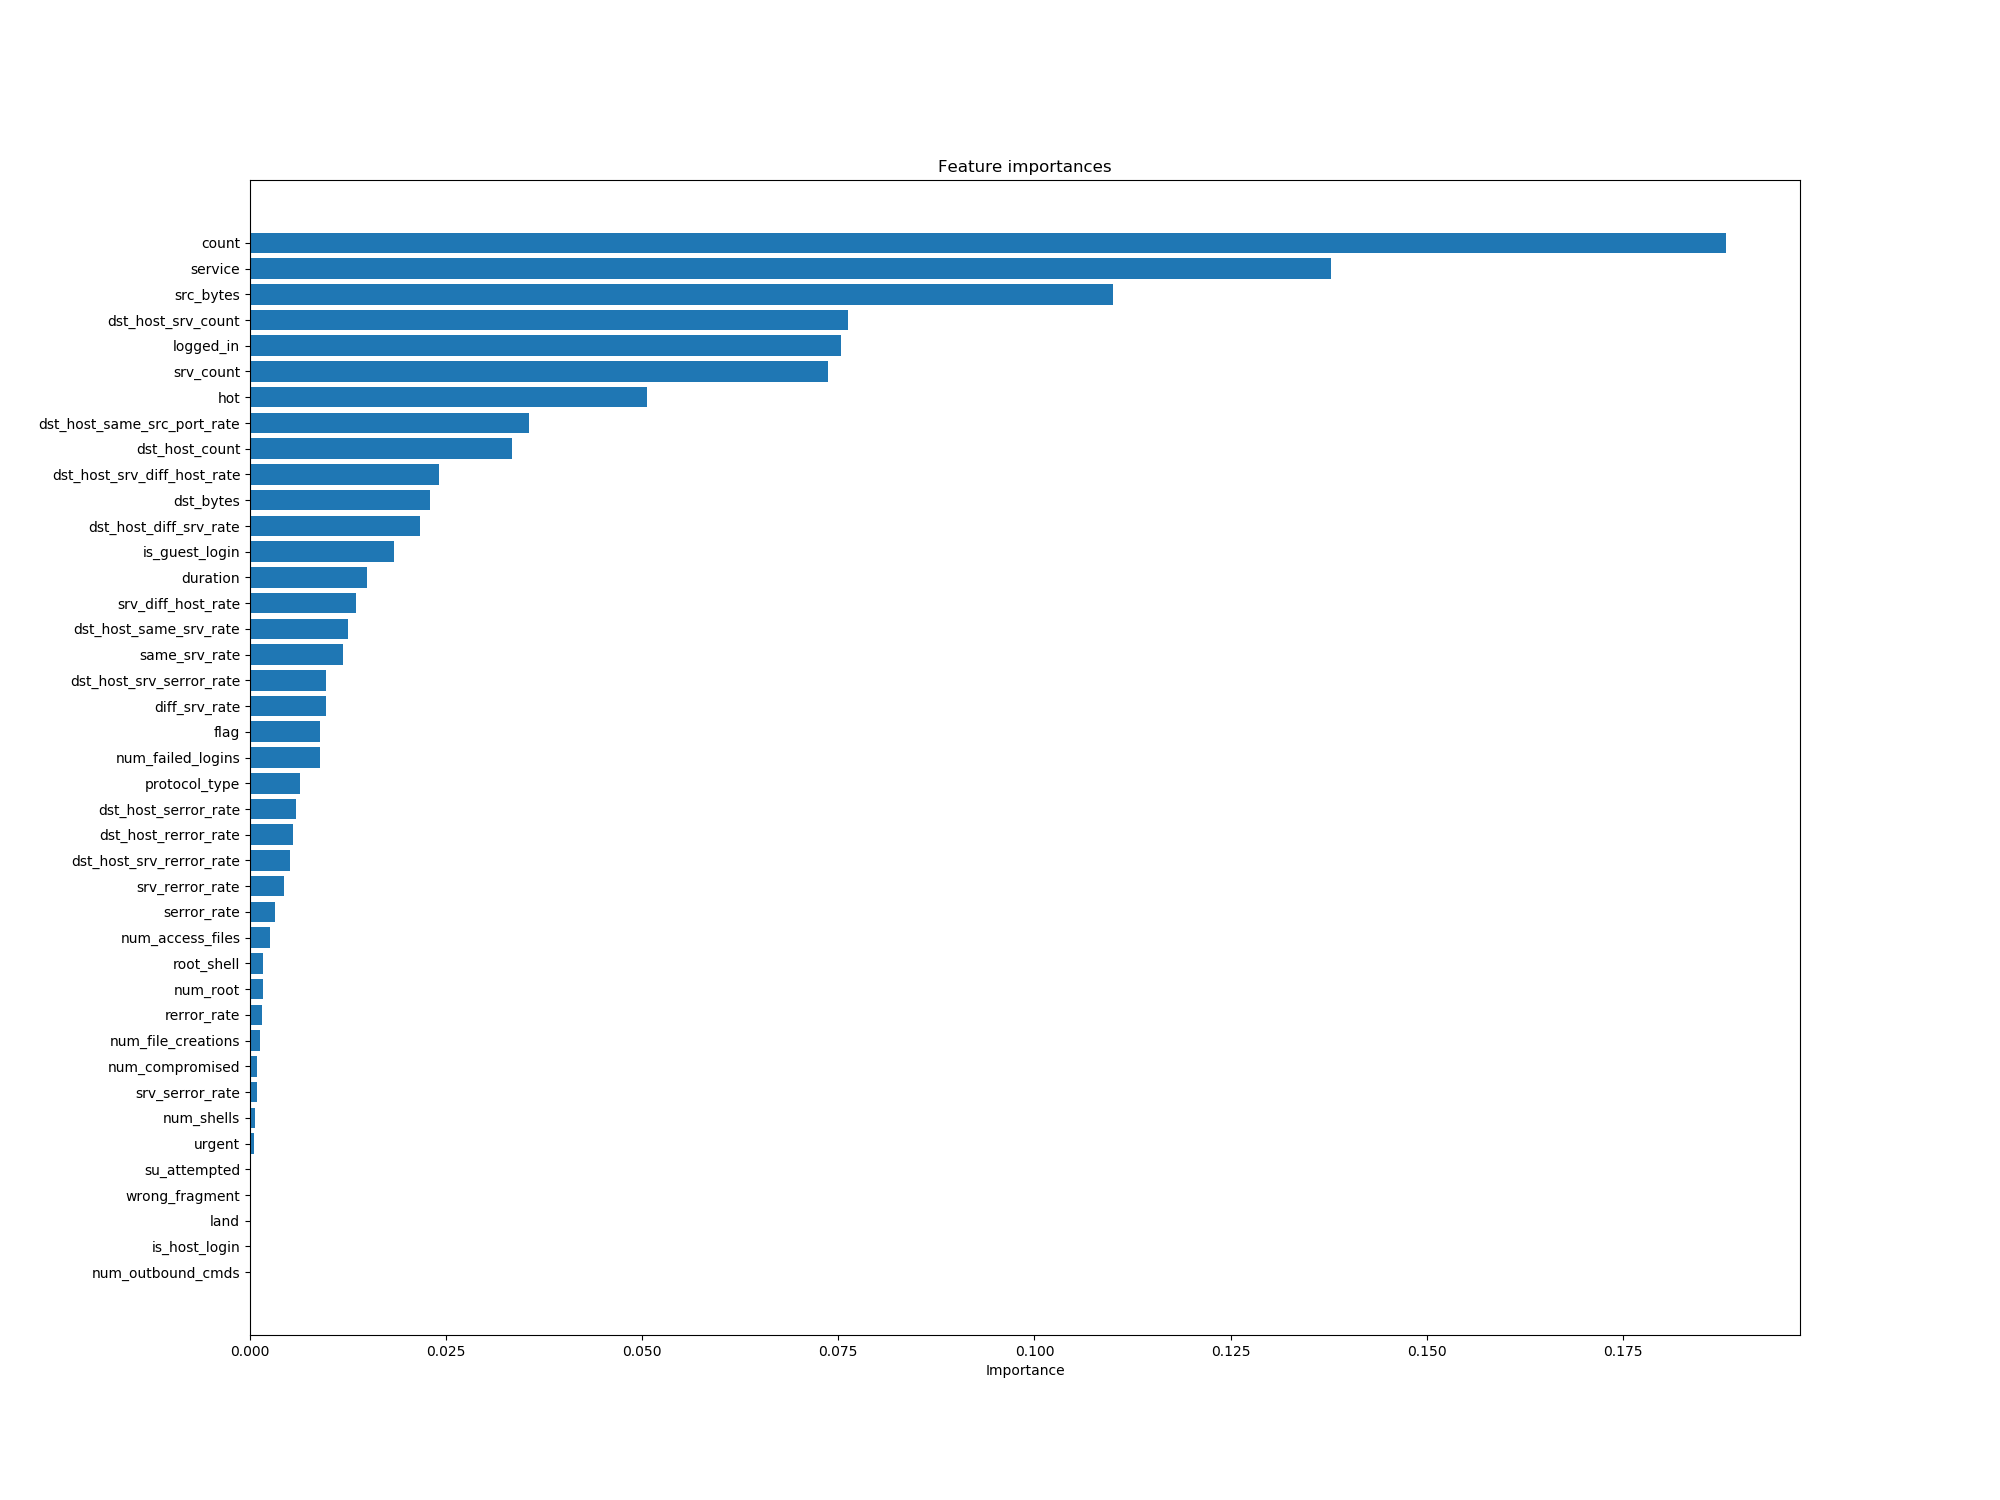 Feature importances
count
service
src_bytes
dst_host_srv_count
logged_in
srv_count
hot
dst_host_same_src_port_rate
dst_host_count
dst_host_srv_diff_host_rate
dst_bytes
dst_host_diff_srv_rate
is_guest_login
duration
srv_diff_host_rate
dst_host_same_srv_rate
same_srv_rate
dst_host_srv_serror_rate
diff_srv_rate
flag
num_failed_logins
protocol_type
dst_host_serror_rate
dst_host_rerror_rate
dst_host_srv_rerror_rate
srv_rerror_rate
serror_rate
num_access_files
root_shell
num_root
rerror_rate
num_file_creations
num_compromised
srv_serror_rate
num_shells
urgent
su_attempted
wrong_fragment
land
is_host_login
num_outbound_cmds
0.000 0.025 0.050 0.075 0.100 0.125 0.150 0.175
Importance